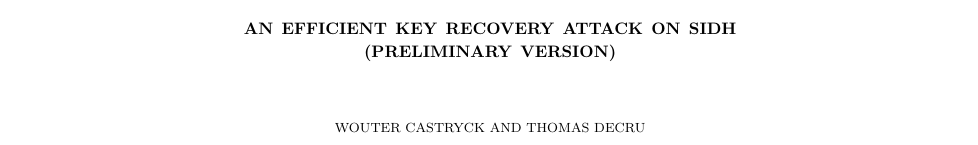 AN EFFICIENT KEY RECOVERY ATTACK ON SIDH
(PRELIMINARY VERSION)
WOUTER CASTRYCK AND THOMAS DECRU